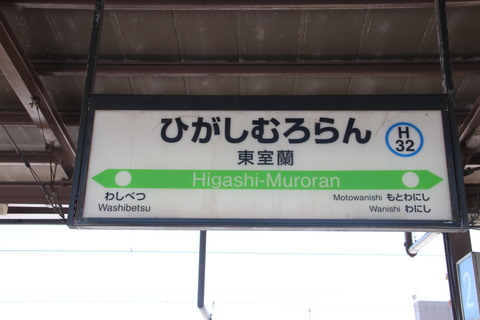 ひがしむろらん
H
32
東室蘭
Higashi-Muroran
わしべつ
Washibetsu
Motowanishi もとわにし
Wanishi わにし
2